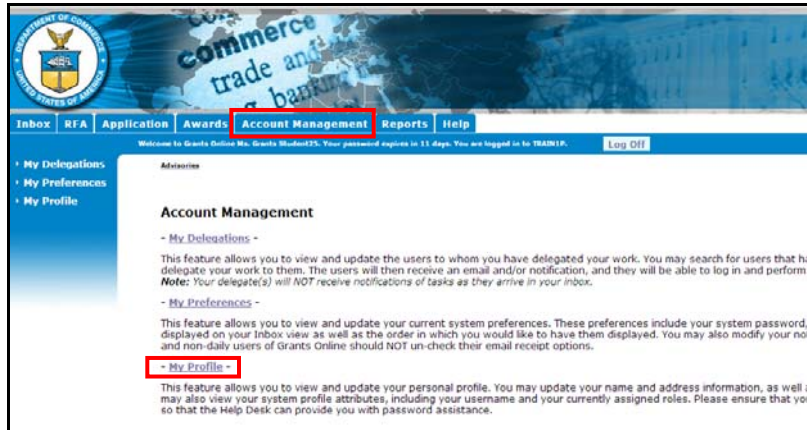 DEPARTMENT OF COMMERCE
UNITED STATES OF
commerce
trade and
Inbox RFA Application Awards Account Management Reports Help
Welcome to Grants Online Ms. Grants Student25. Your password expires in 11 days. You are logged in to TRAIN1P. Log Off
My Delegations
My Preferences
My Profile
Advisories
Account Management
- My Delegations -
This feature allows you to view and update the users to whom you have delegated your work. You may search for users that
delegate your work to them. The users will then receive an email and/or notification, and they will be able to log in and perform
Note: Your delegate(s) will NOT receive notifications of tasks as they arrive in your inbox.
- My Preferences -
This feature allows you to view and update your current system preferences. These preferences include your system password,
displayed on your Inbox view as well as the order in which you would like to have them displayed. You may also modify your
and non-daily users of Grants Online should NOT un-check their email receipt options.
- My Profile -
This feature allows you to view and update your personal profile. You may update your name and address information, as well
may also view your system profile attributes, including your username and your currently assigned roles. Please ensure that
so that the Help Desk can provide you with password assistance.